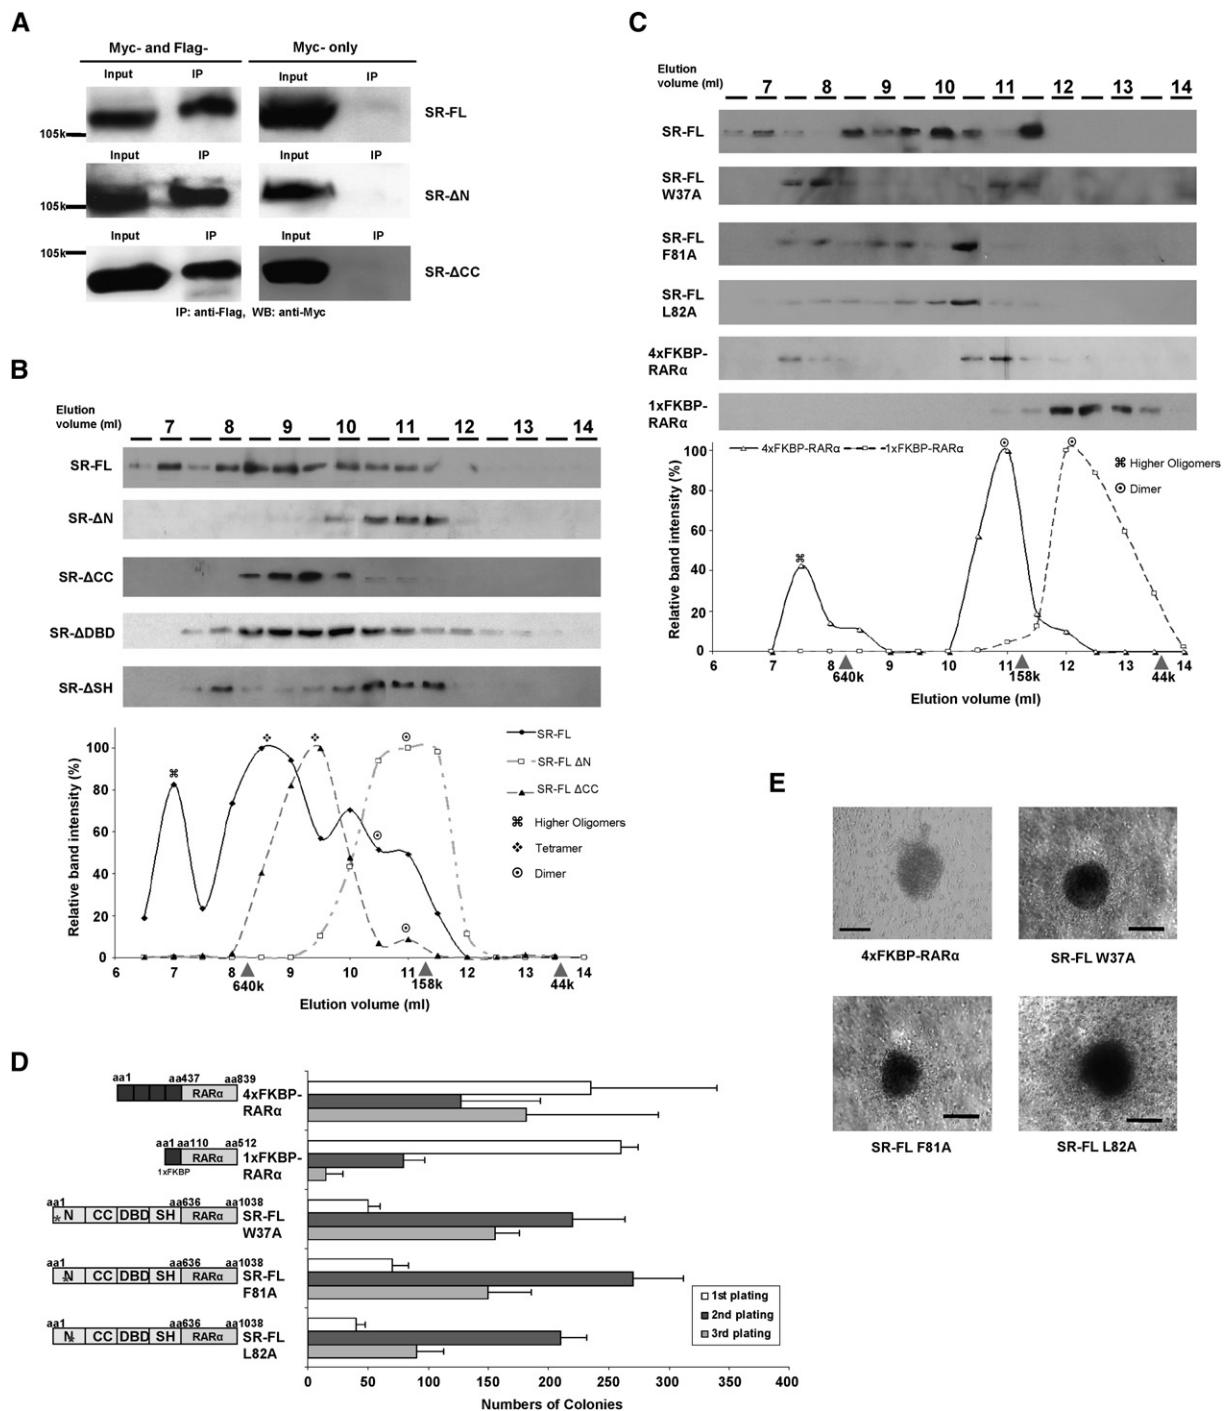 A
Myc- and Flag-
Myc- only
Input
IP
Input
IP
SR-FL
105k
Input
IP
Input
IP
SR-ΔN
105k
Input
IP
Input
IP
105k
SR-ΔCC
IP: anti-Flag, WB: anti-Myc
B
Elution
volume (ml)
7 8 9 10 11 12 13 14
SR-FL
SR-ΔN
SR-ΔCC
SR-ΔDBD
SR-ΔSH
Relative band intensity (%)
100
80
60
40
20
0
6 7 8 9 10 11 12 13 14
640k
158k
44k
Elution volume (ml)
SR-FL
SR-FL ΔN
SR-FL ΔCC
⌘ Higher Oligomers
❖ Tetramer
⊙ Dimer
C
Elution
volume (ml)
7 8 9 10 11 12 13 14
SR-FL
SR-FL
W37A
SR-FL
F81A
SR-FL
L82A
4xFKBP-
RARα
1xFKBP-
RARα
4xFKBP-RARα
1xFKBP-RARα
⌘ Higher Oligomers
⊙ Dimer
Relative band intensity (%)
100
80
60
40
20
0
6 7 8 9 10 11 12 13 14
640k
158k
44k
Elution volume (ml)
D
aa1 aa437 aa839
RARα
4xFKBP-
RARα
aa1 aa110 aa512
RARα
1xFKBP
1xFKBP-
RARα
aa1 aa636 aa1038
* N CC DBD SH RARα
SR-FL
W37A
aa1 aa636 aa1038
N CC DBD SH RARα
SR-FL
F81A
aa1 aa636 aa1038
N* CC DBD SH RARα
SR-FL
L82A
1st plating
2nd plating
3rd plating
0 50 100 150 200 250 300 350 400
Numbers of Colonies
E
4xFKBP-RARα
SR-FL W37A
SR-FL F81A
SR-FL L82A